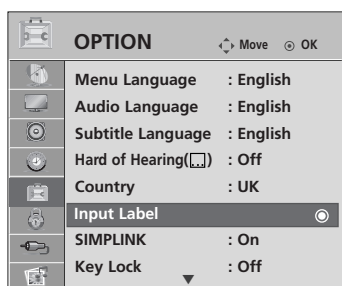 OPTION Move OK
Menu Language : English
Audio Language : English
Subtitle Language : English
Hard of Hearing(...) : Off
Country : UK
Input Label
SIMPLINK : On
Key Lock : Off